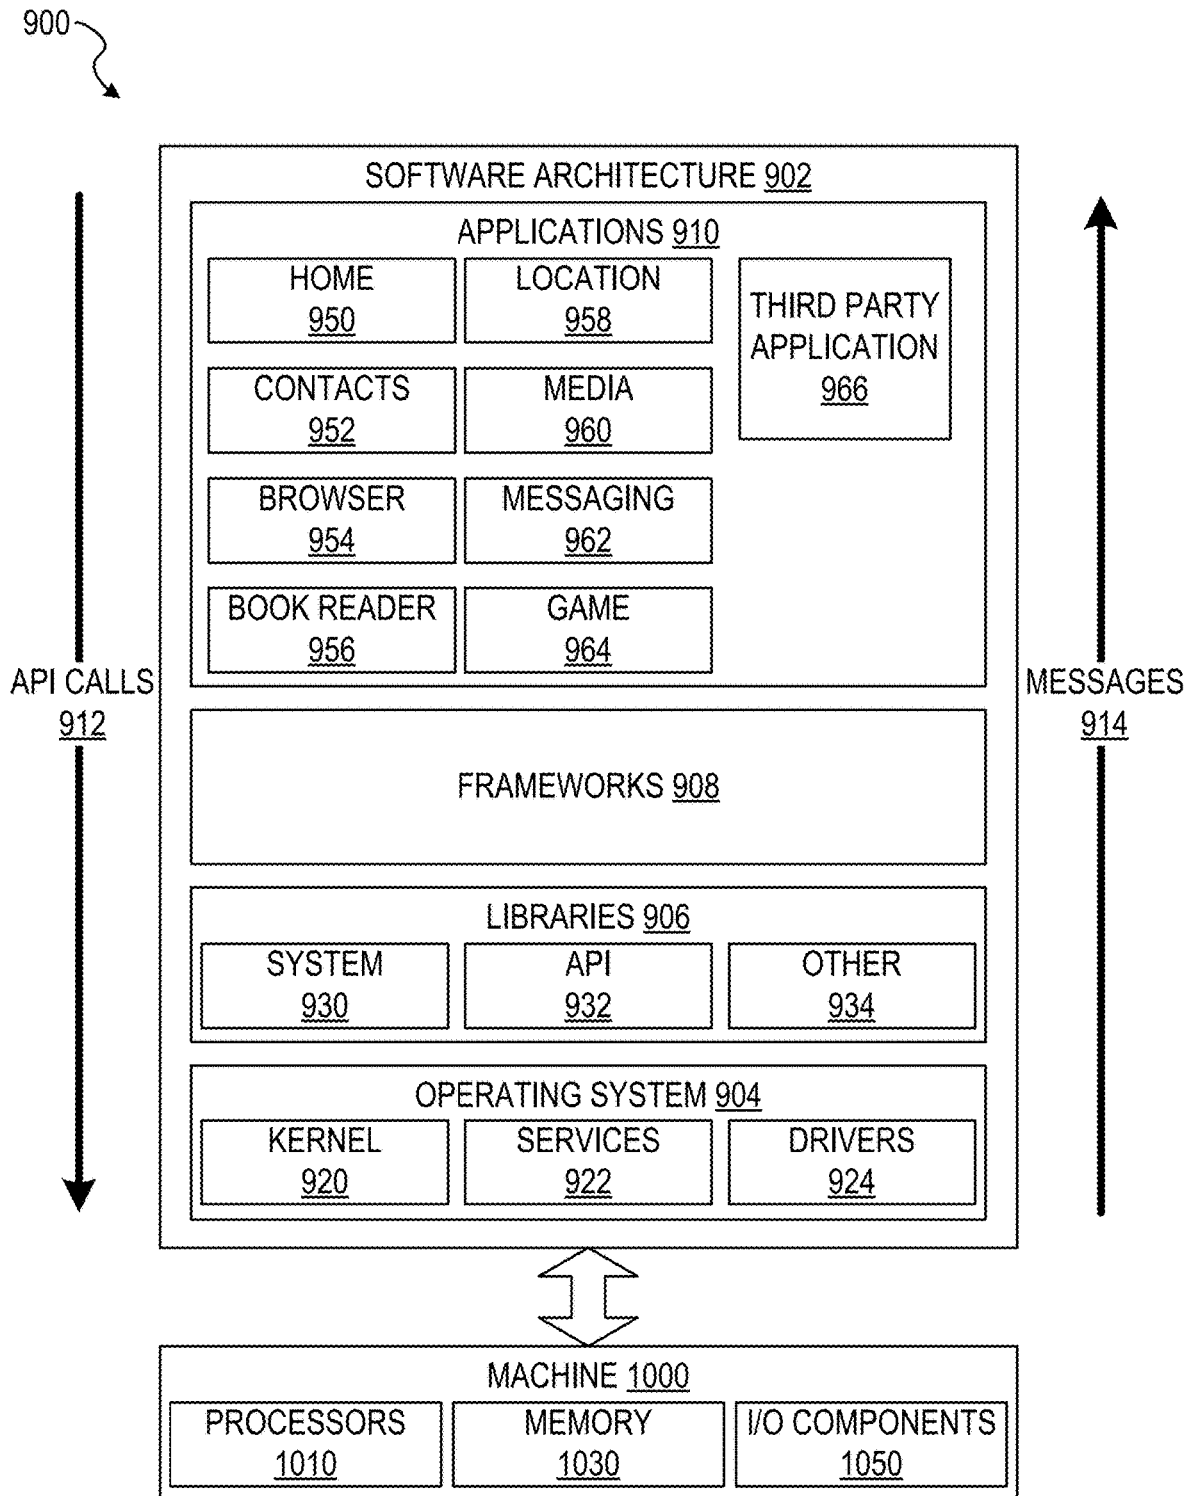 900
SOFTWARE ARCHITECTURE 902
APPLICATIONS 910
HOME
950
LOCATION
958
THIRD PARTY
APPLICATION
966
CONTACTS
952
MEDIA
960
BROWSER
954
MESSAGING
962
BOOK READER
956
GAME
964
API CALLS
912
MESSAGES
914
FRAMEWORKS 908
LIBRARIES 906
SYSTEM
930
API
932
OTHER
934
OPERATING SYSTEM 904
KERNEL
920
SERVICES
922
DRIVERS
924
MACHINE 1000
PROCESSORS
1010
MEMORY
1030
I/O COMPONENTS
1050